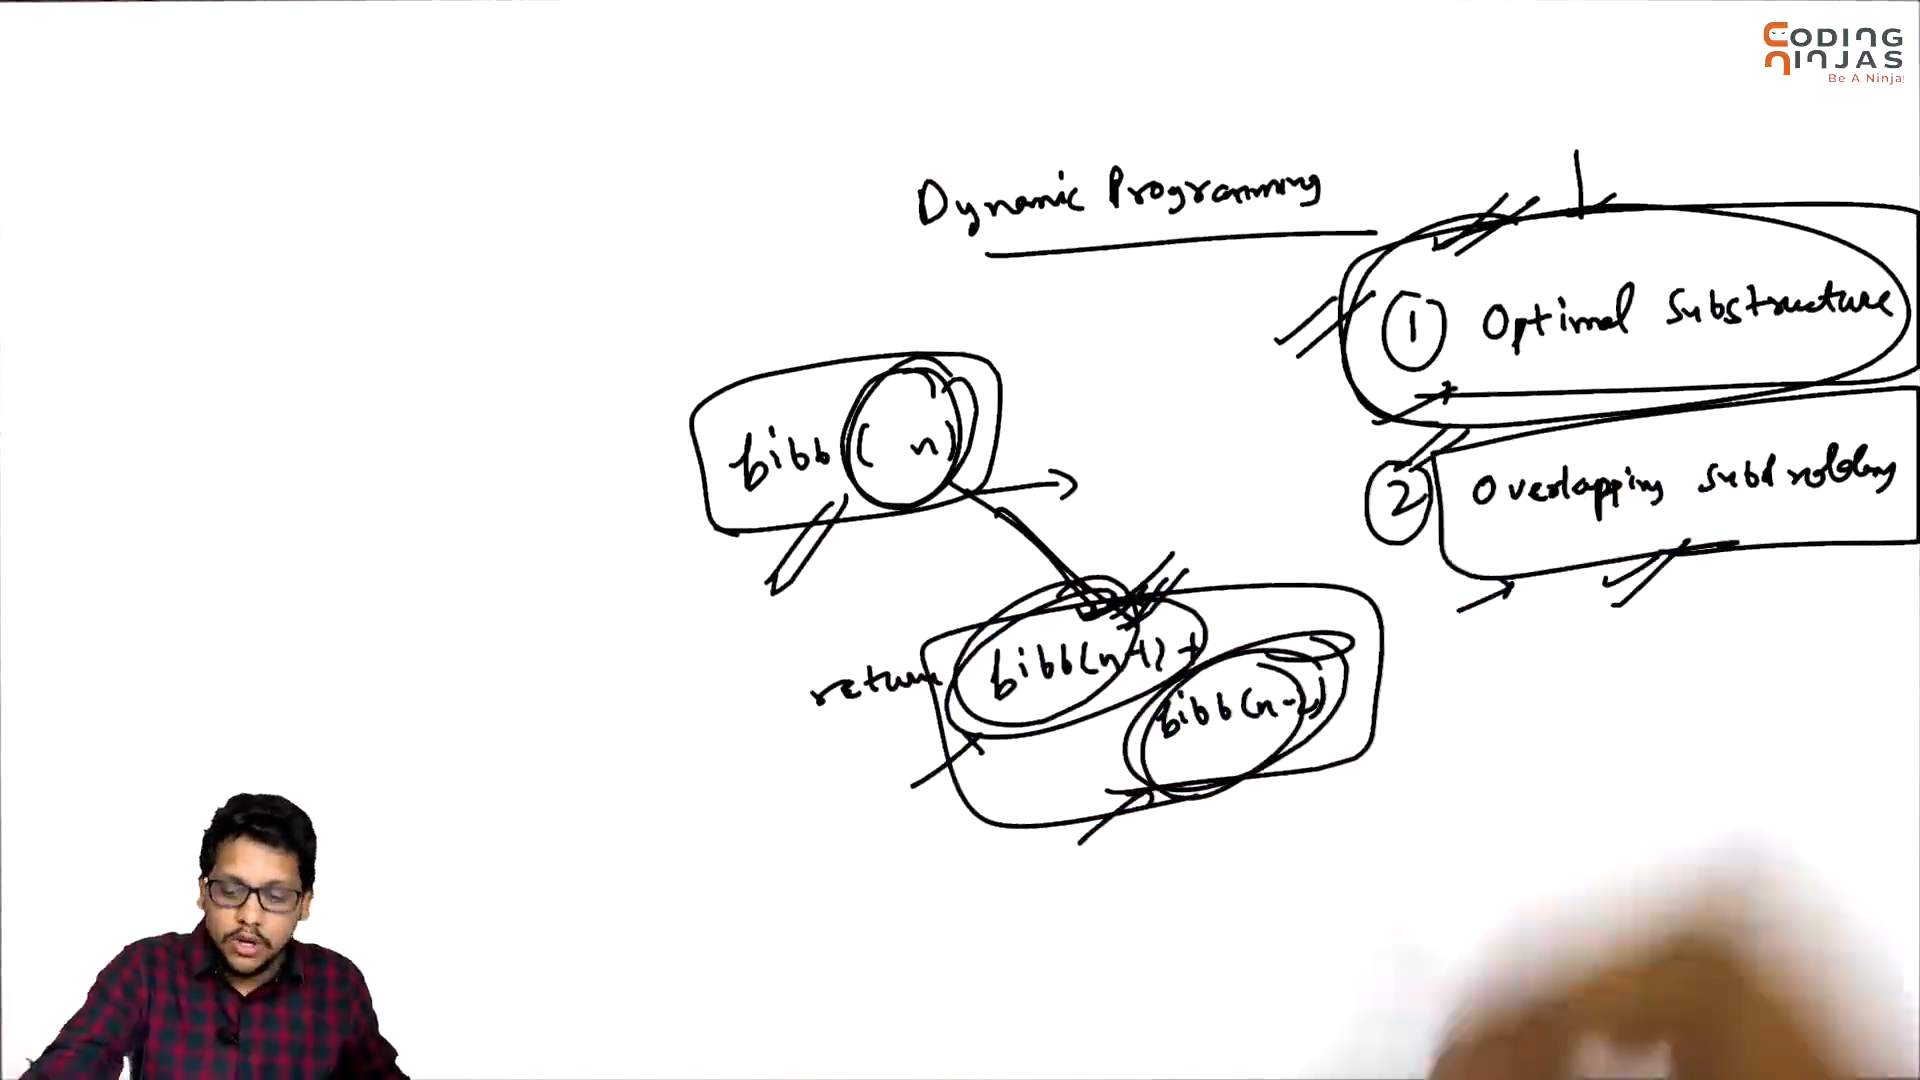 CODING
NINJAS
Be A Ninja
Dynamic Programming
1 Optimal Substructure
2 Overlapping subproblems
fibb(n)
return fibb(n-1) +
fibb(n-2)